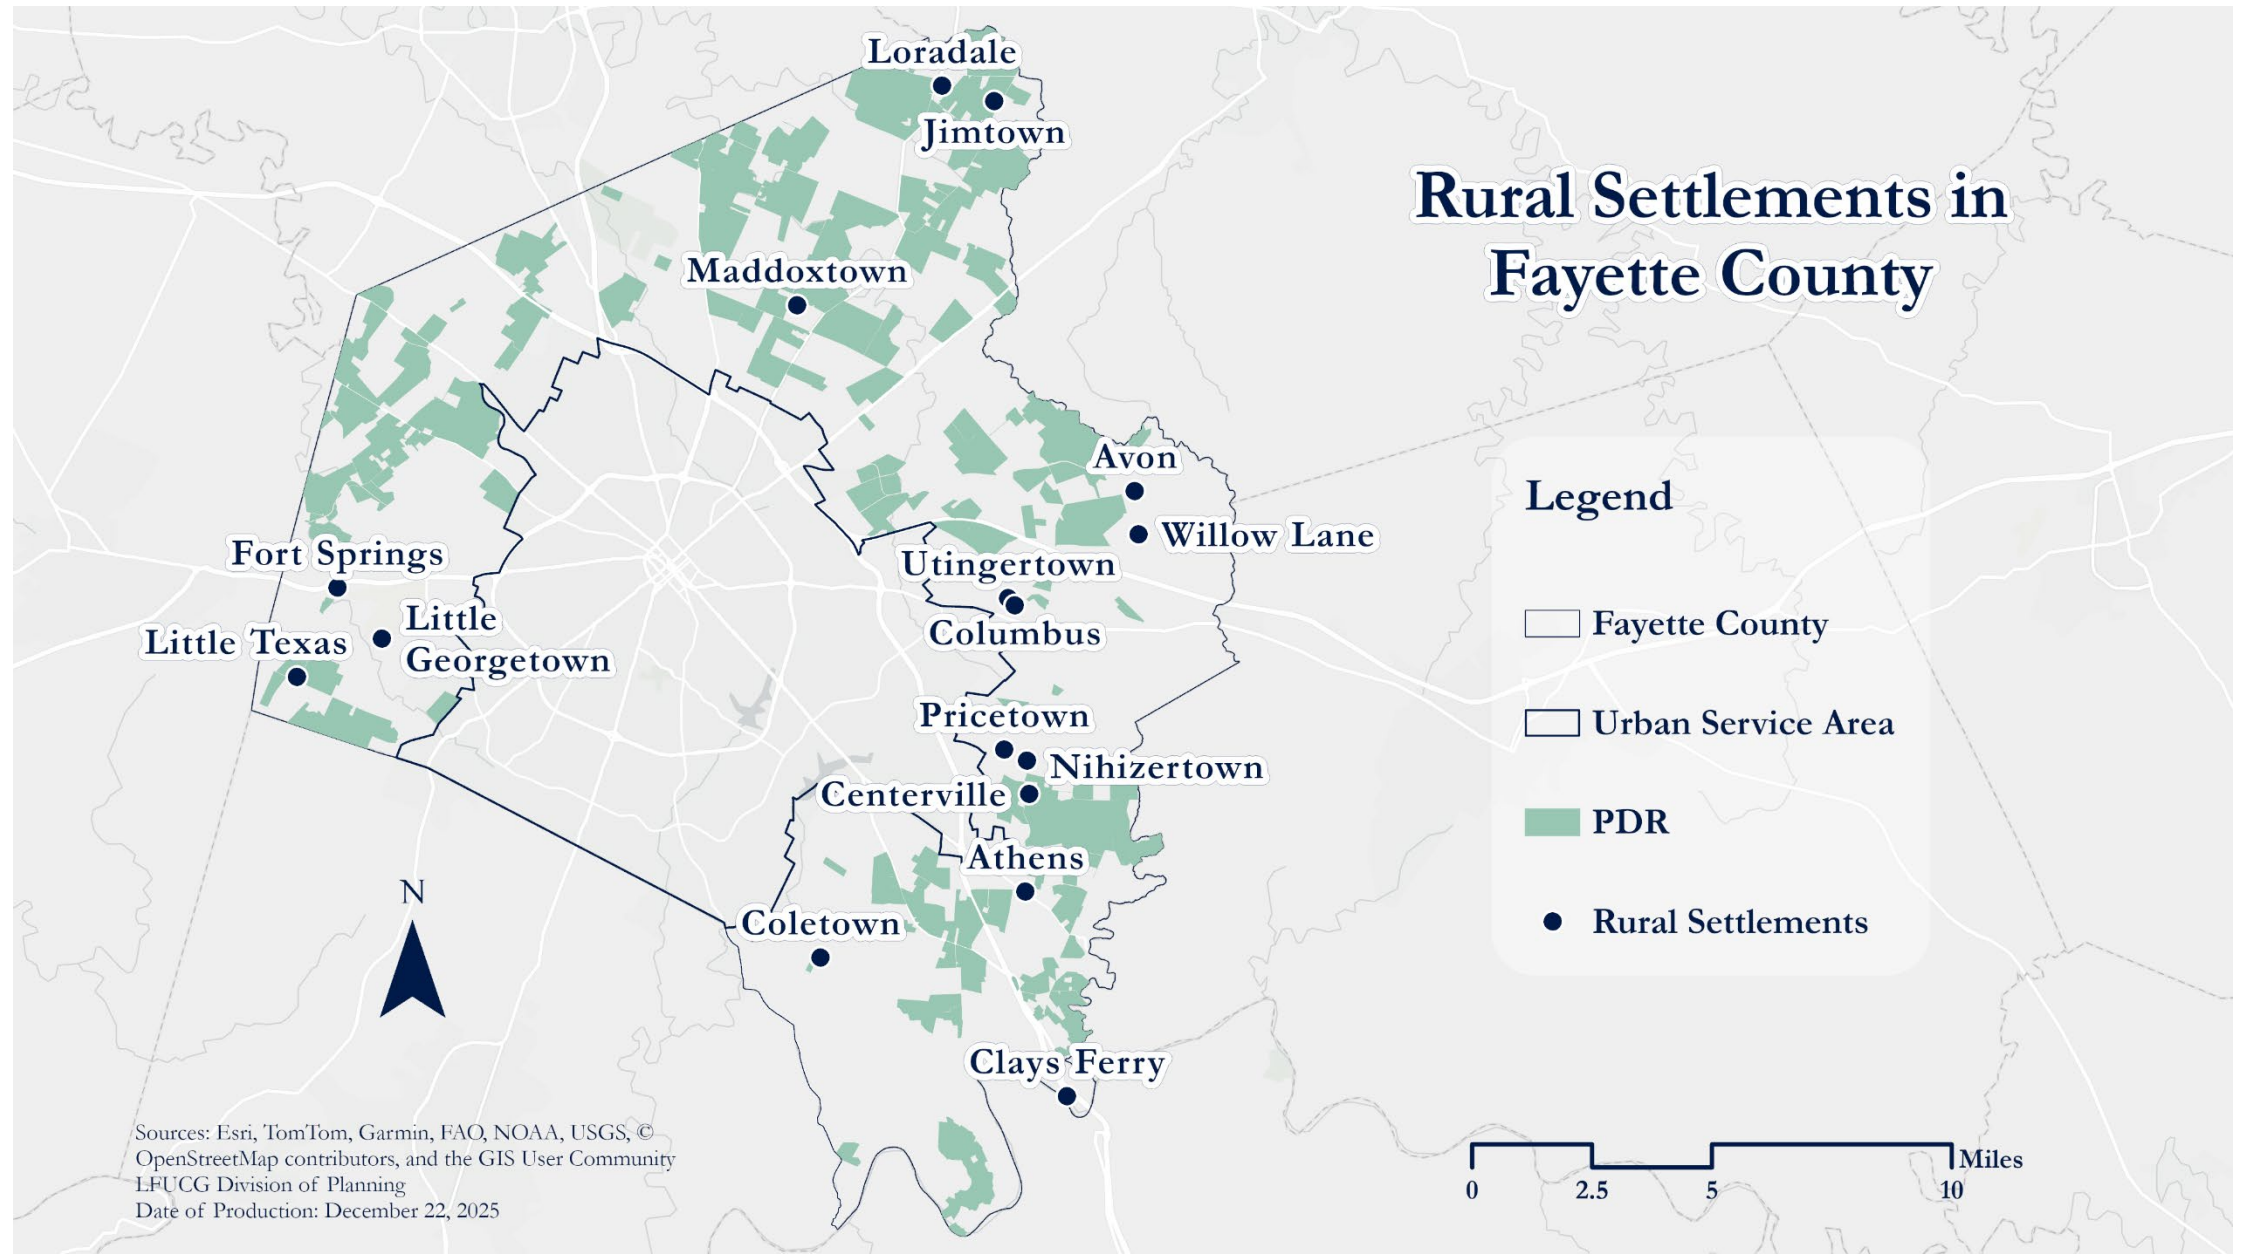 Loradale
Jimtown
Rural Settlements in
Fayette County
Maddoxtown
Avon
Willow Lane
Fort Springs
Utingertown
Little
Georgetown
Little Texas
Columbus
Pricetown
Nihizertown
Centerville
Athens
Coletown
Clays Ferry
Legend
Fayette County
Urban Service Area
PDR
Rural Settlements
N
Sources: Esri, TomTom, Garmin, FAO, NOAA, USGS, ©
OpenStreetMap contributors, and the GIS User Community
LFUCG Division of Planning
Date of Production: December 22, 2025
Miles
0 2.5 5 10